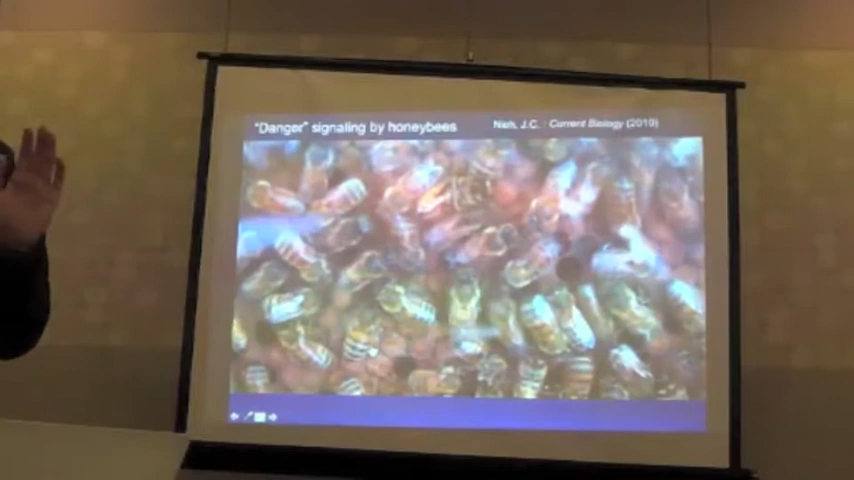 "Danger" signaling by honeybees
Nieh, J.C. Current Biology (2010)